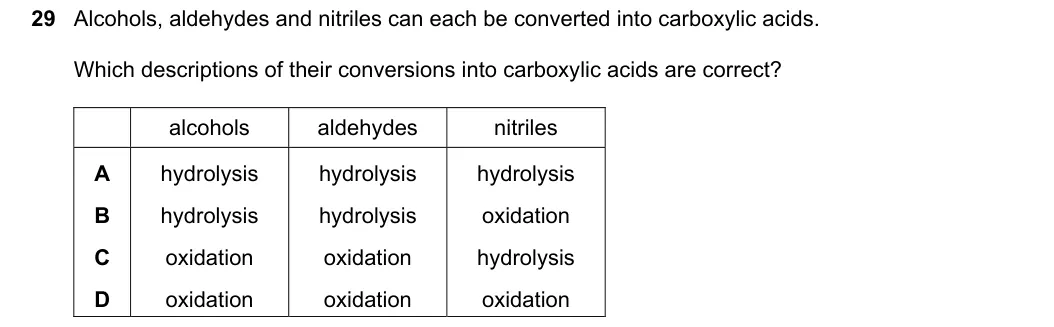 29 Alcohols, aldehydes and nitriles can each be converted into carboxylic acids.
Which descriptions of their conversions into carboxylic acids are correct?
alcohols aldehydes nitriles
A hydrolysis hydrolysis hydrolysis
B hydrolysis hydrolysis oxidation
C oxidation oxidation hydrolysis
D oxidation oxidation oxidation